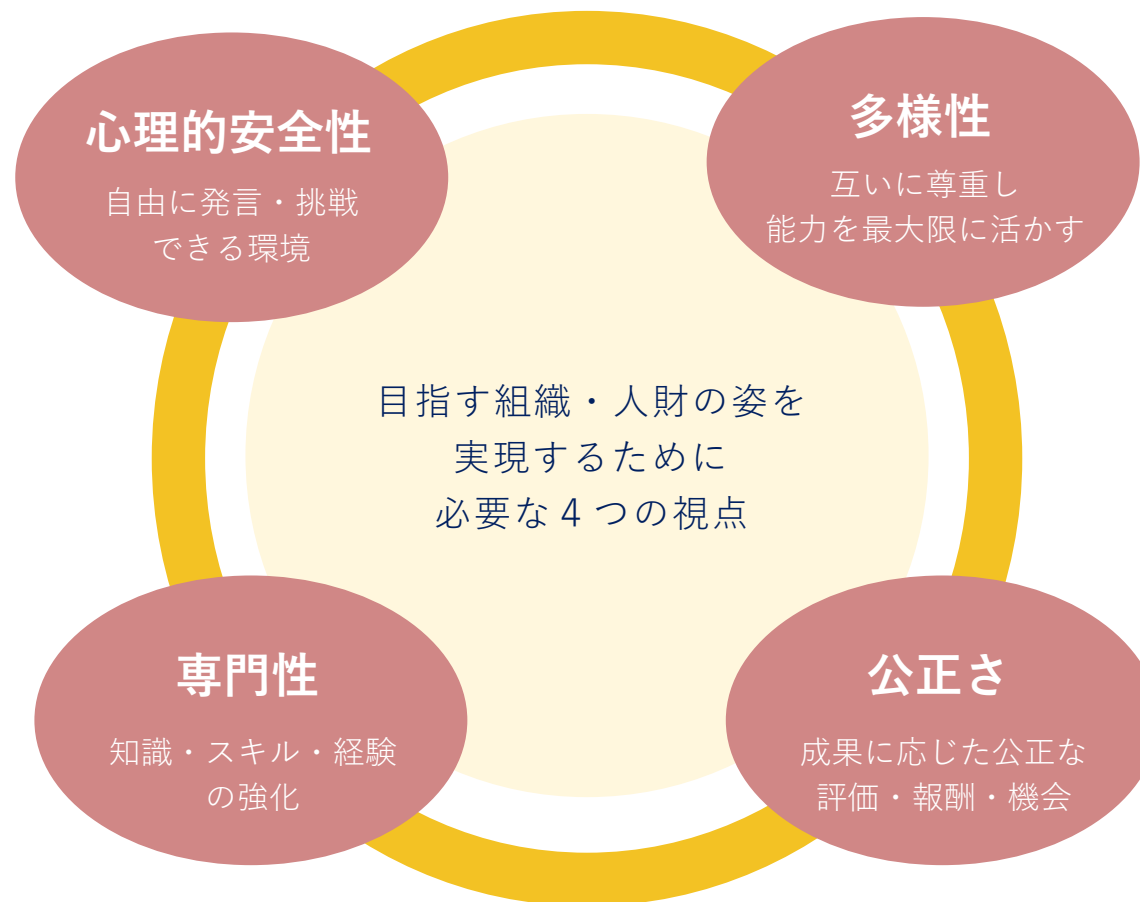 心理的安全性
自由に発言・挑戦
できる環境
多様性
互いに尊重し
能力を最大限に活かす
目指す組織・人財の姿を
実現するために
必要な4つの視点
専門性
知識・スキル・経験
の強化
公正さ
成果に応じた公正な
評価・報酬・機会